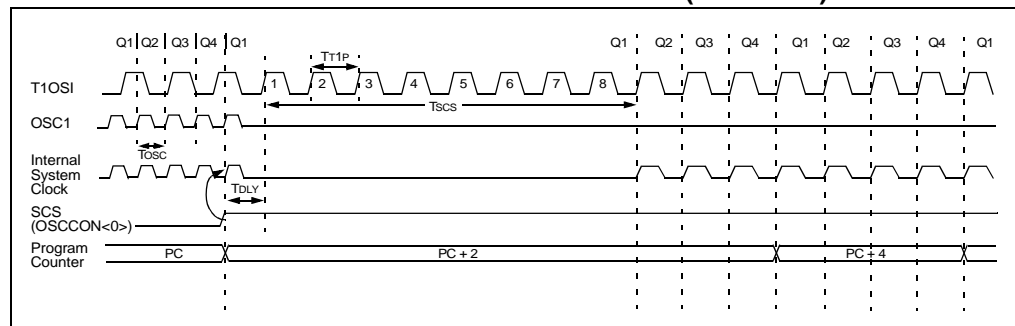 Q1 Q2 Q3 Q4 Q1 Q1 Q2 Q3 Q4 Q1 Q2 Q3 Q4 Q1
TT1P
T1OSI 1 2 3 4 5 6 7 8
TSCS
OSC1
TOSC
Internal
System
Clock
TDLY
SCS
(OSCCON<0>)
Program
Counter
PC PC + 2 PC + 4